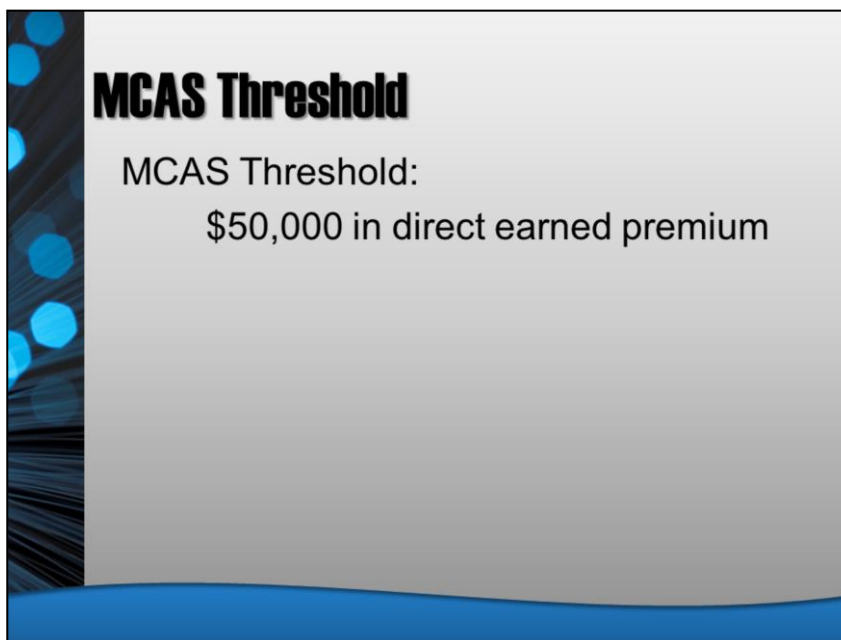 MCAS Threshold
MCAS Threshold:
$50,000 in direct earned premium